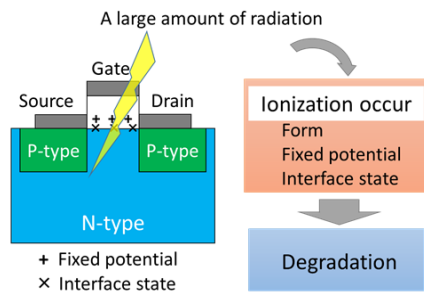 A large amount of radiation
Gate
Source
Drain
P-type
P-type
N-type
+ Fixed potential
× Interface state
Ionization occur
Form
Fixed potential
Interface state
Degradation